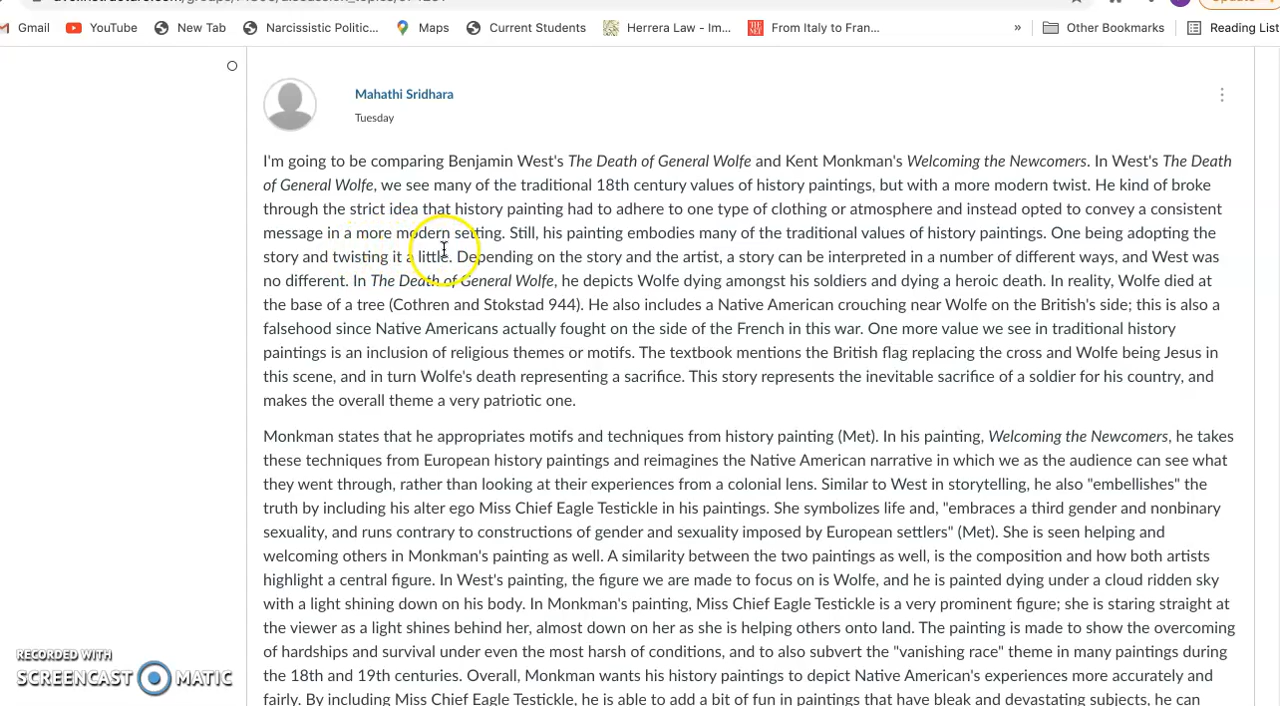 Gmail YouTube New Tab Narcissistic Politic... Maps Current Students Herrera Law - Im... From Italy to Fran... » Other Bookmarks Reading List
Mahathi Sridhara
Tuesday
I'm going to be comparing Benjamin West's The Death of General Wolfe and Kent Monkman's Welcoming the Newcomers. In West's The Death
of General Wolfe, we see many of the traditional 18th century values of history paintings, but with a more modern twist. He kind of broke
through the strict idea that history painting had to adhere to one type of clothing or atmosphere and instead opted to convey a consistent
message in a more modern setting. Still, his painting embodies many of the traditional values of history paintings. One being adopting the
story and twisting it a little. Depending on the story and the artist, a story can be interpreted in a number of different ways, and West was
no different. In The Death of General Wolfe, he depicts Wolfe dying amongst his soldiers and dying a heroic death. In reality, Wolfe died at
the base of a tree (Cothren and Stokstad 944). He also includes a Native American crouching near Wolfe on the British's side; this is also a
falsehood since Native Americans actually fought on the side of the French in this war. One more value we see in traditional history
paintings is an inclusion of religious themes or motifs. The textbook mentions the British flag replacing the cross and Wolfe being Jesus in
this scene, and in turn Wolfe's death representing a sacrifice. This story represents the inevitable sacrifice of a soldier for his country, and
makes the overall theme a very patriotic one.
Monkman states that he appropriates motifs and techniques from history painting (Met). In his painting, Welcoming the Newcomers, he takes
these techniques from European history paintings and reimagines the Native American narrative in which we as the audience can see what
they went through, rather than looking at their experiences from a colonial lens. Similar to West in storytelling, he also "embellishes" the
truth by including his alter ego Miss Chief Eagle Testickle in his paintings. She symbolizes life and, "embraces a third gender and nonbinary
sexuality, and runs contrary to constructions of gender and sexuality imposed by European settlers" (Met). She is seen helping and
welcoming others in Monkman's painting as well. A similarity between the two paintings as well, is the composition and how both artists
highlight a central figure. In West's painting, the figure we are made to focus on is Wolfe, and he is painted dying under a cloud ridden sky
with a light shining down on his body. In Monkman's painting, Miss Chief Eagle Testickle is a very prominent figure; she is staring straight at
the viewer as a light shines behind her, almost down on her as she is helping others onto land. The painting is made to show the overcoming
of hardships and survival under even the most harsh of conditions, and to also subvert the "vanishing race" theme in many paintings during
the 18th and 19th centuries. Overall, Monkman wants his history paintings to depict Native American's experiences more accurately and
fairly. By including Miss Chief Eagle Testickle, he is able to add a bit of fun in paintings that have bleak and devastating subjects, he can
RECORDED WITH
SCREENCAST MATIC